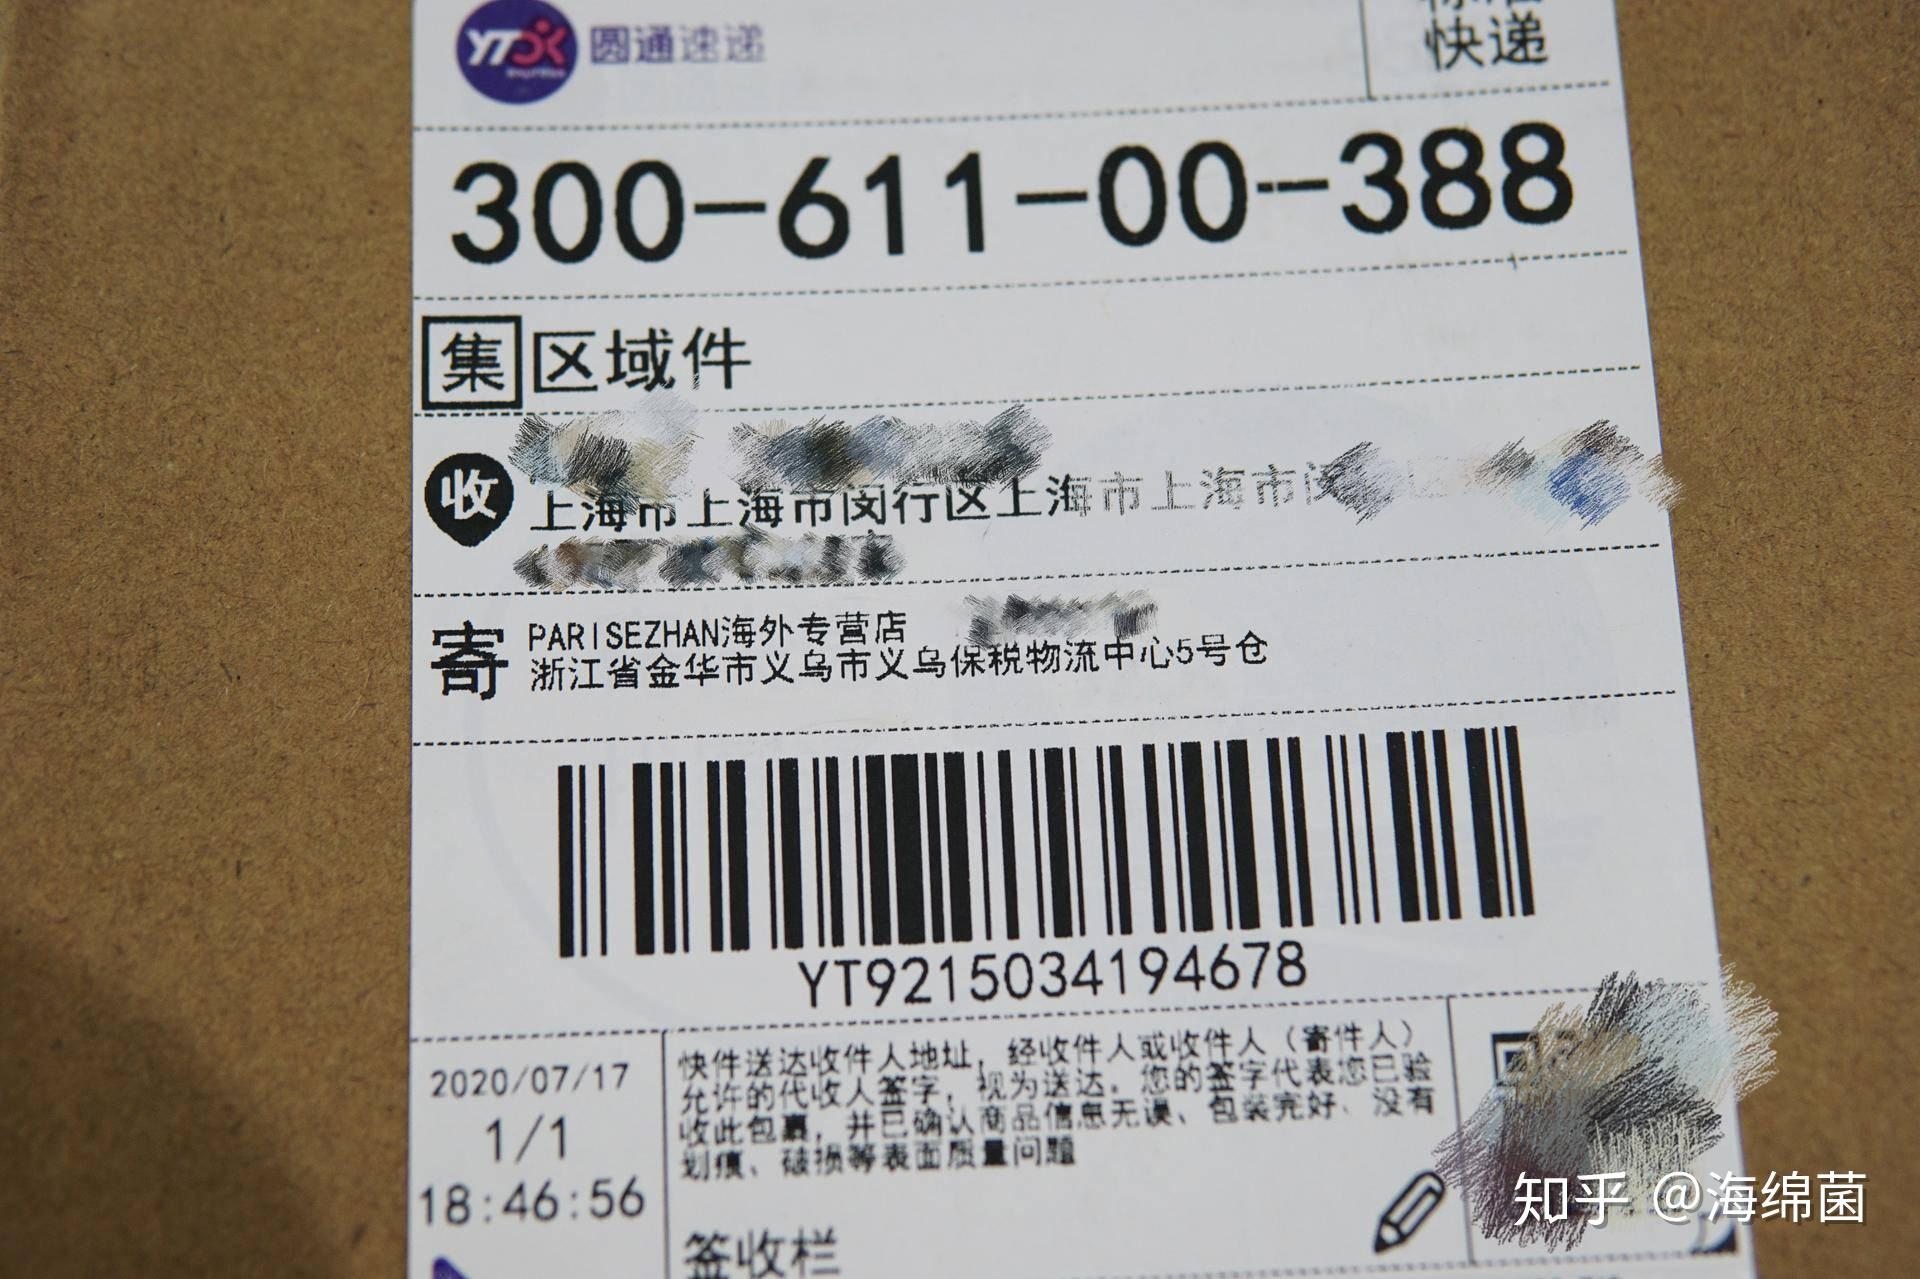 YTO 圆通速递
快递
300-611-00-388
集 区域件
收
上海市上海市闵行区上海市上海市闵
寄 PARISEZHAN海外专营店
浙江省金华市义乌市义乌保税物流中心5号仓
YT9215034194678
2020/07/17
1/1
18:46:56
快件送达收件人地址，经收件人或收件人（寄件人）
允许的代收人签字，视为送达。您的签字代表您已验
收此包裹，并已确认商品信息无误、包装完好、没有
划痕、破损等表面质量问题
签收栏
知乎 @海绵菌